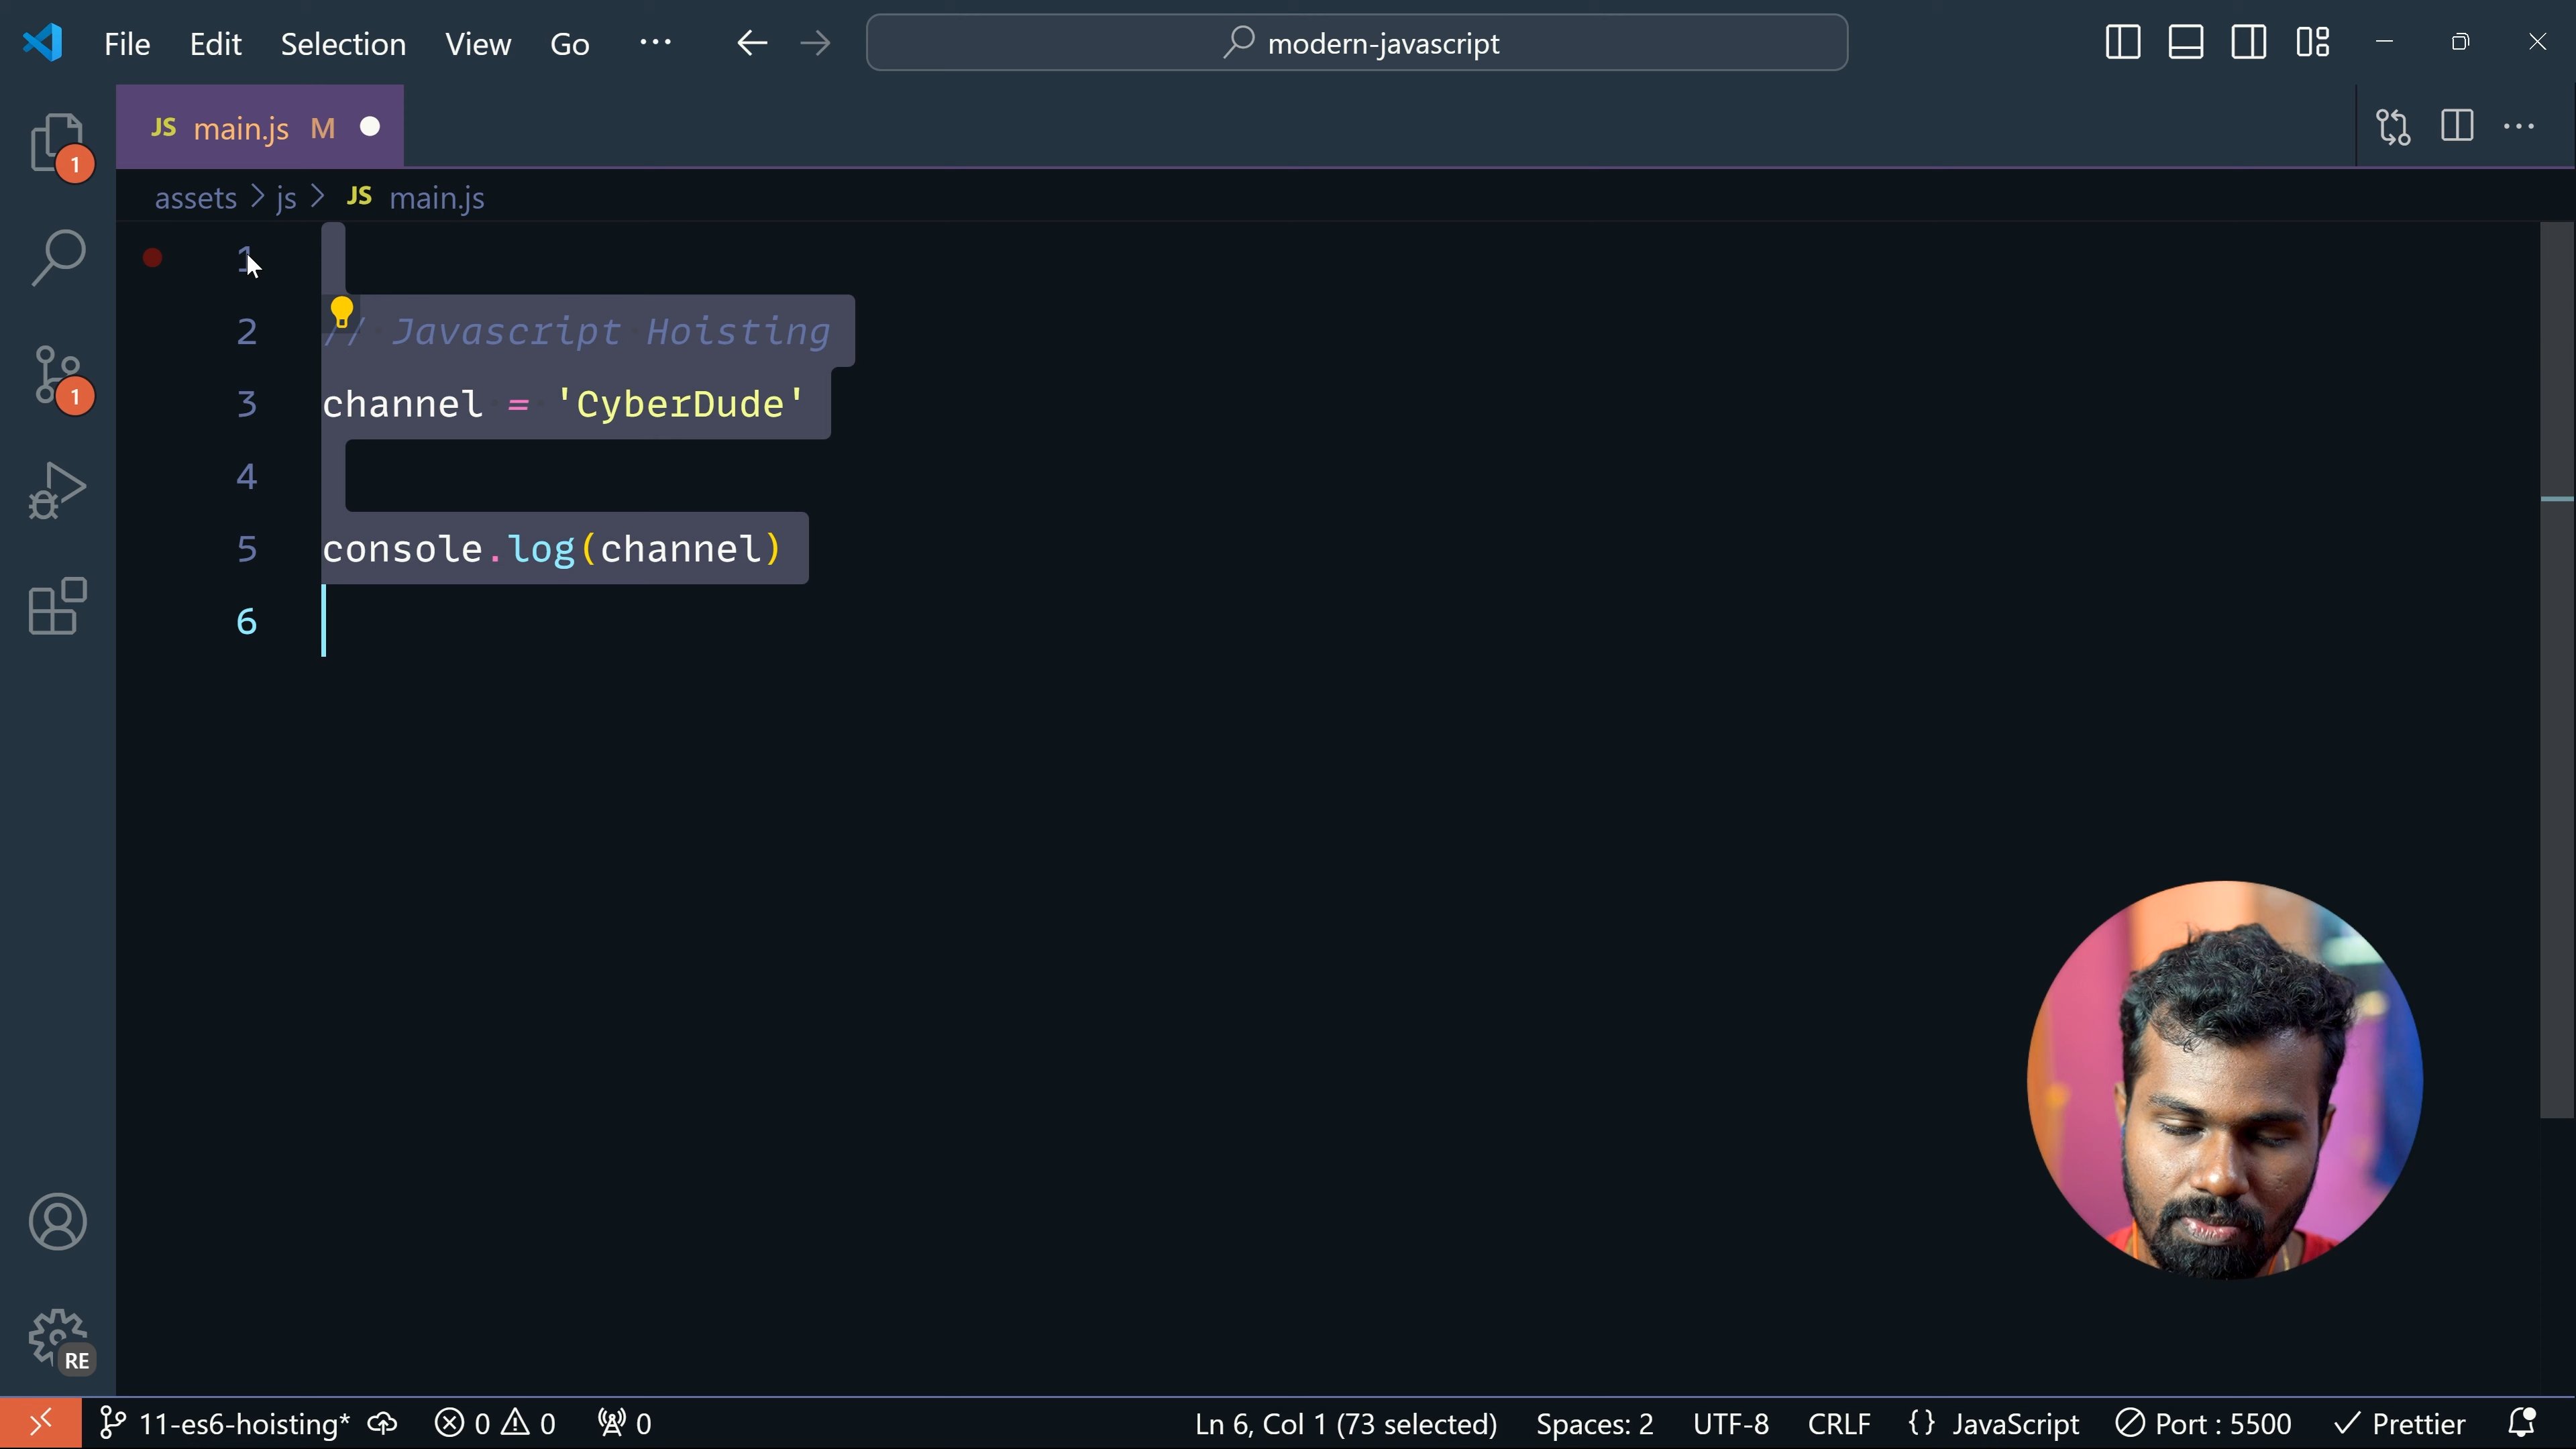 File Edit Selection View Go ··· modern-javascript
JS main.js M
1
assets > js > JS main.js
1
2 // Javascript Hoisting
3 channel = 'CyberDude'
1
4
5 console.log(channel)
6
RE
11-es6-hoisting* 0 0 0 Ln 6, Col 1 (73 selected) Spaces: 2 UTF-8 CRLF {} JavaScript Port : 5500 Prettier